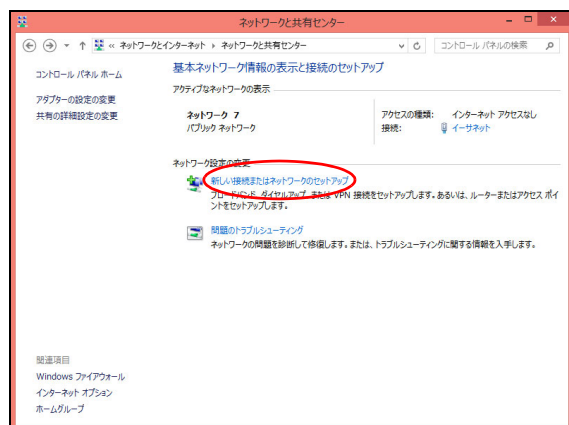 ネットワークと共有センター
« ネットワークとインターネット ▸ ネットワークと共有センター
コントロール パネルの検索
コントロール パネル ホーム
アダプターの設定の変更
共有の詳細設定の変更
基本ネットワーク情報の表示と接続のセットアップ
アクティブなネットワークの表示
ネットワーク 7
パブリック ネットワーク
アクセスの種類: インターネット アクセスなし
接続: イーサネット
ネットワーク設定の変更
新しい接続またはネットワークのセットアップ
ブロードバンド、ダイヤルアップ、または VPN 接続をセットアップします。あるいは、ルーターまたはアクセス ポイ
ントをセットアップします。
問題のトラブルシューティング
ネットワークの問題を診断して修復します。または、トラブルシューティングに関する情報を入手します。
関連項目
Windows ファイアウォール
インターネット オプション
ホームグループ